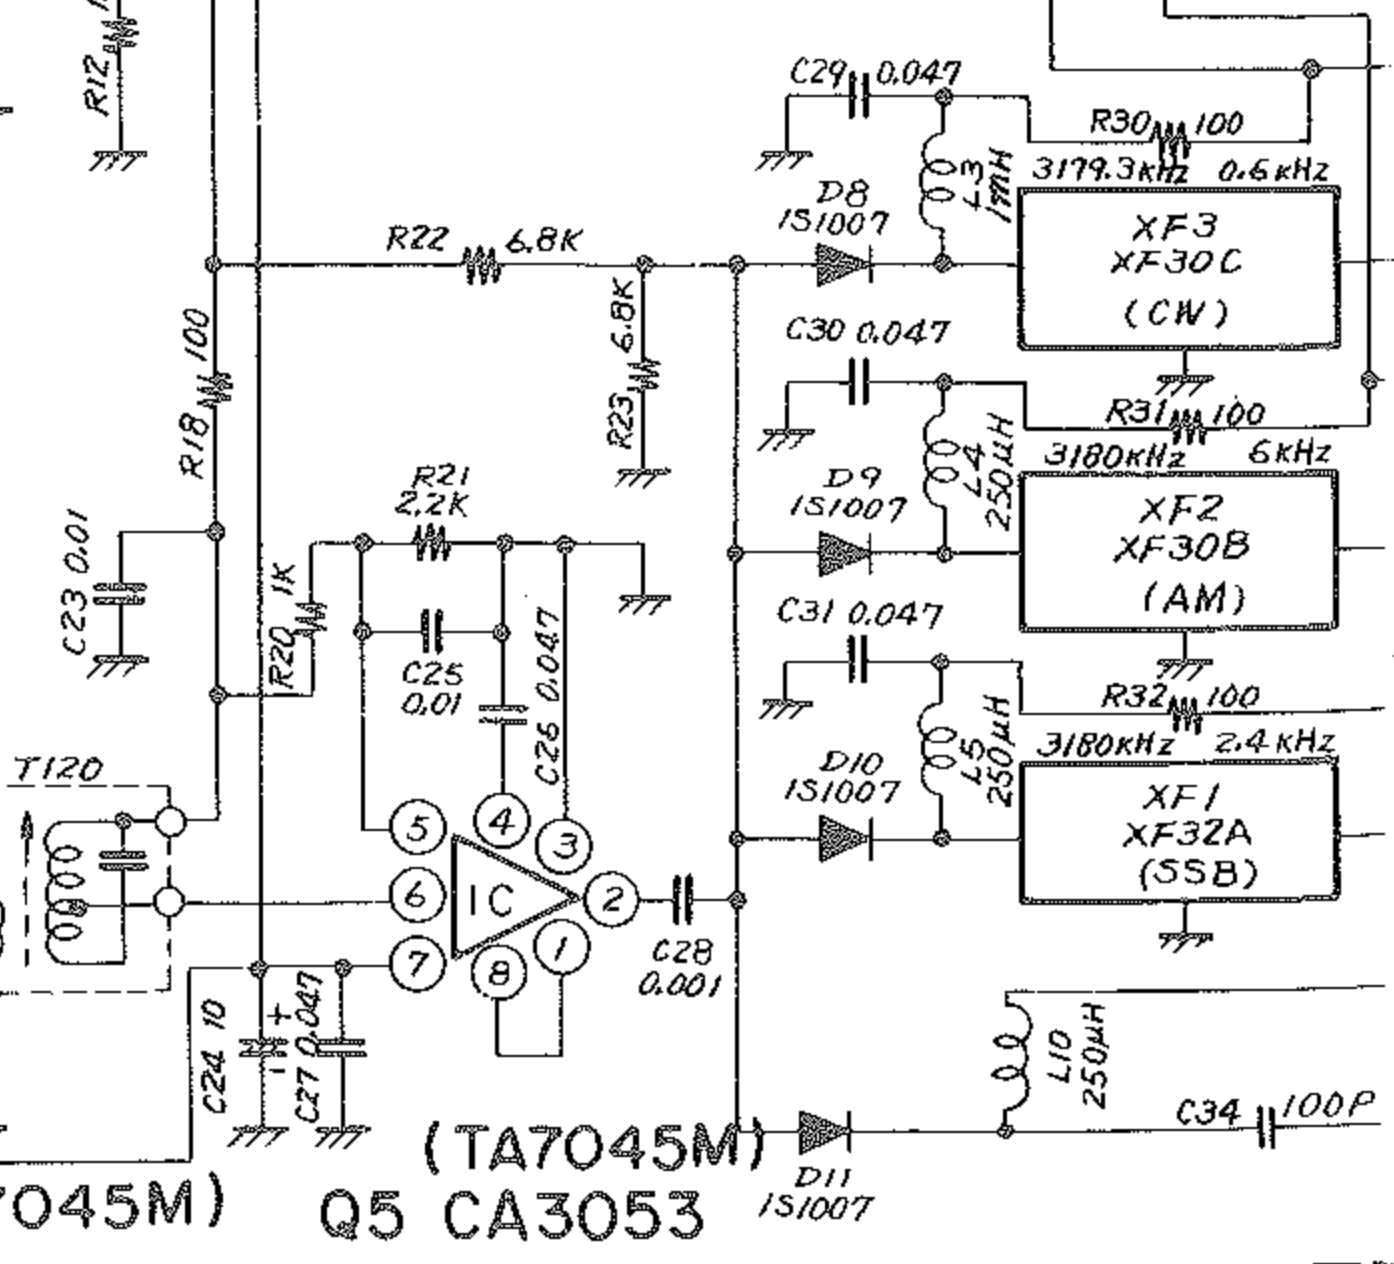 R12
C29 0.047
R30 100
3179.3KHz 0.6KHz
L3
1mH
D8
1S1007
XF3
XF30C
(CW)
R22 6.8K
6.8K
R23
R18 100
C30 0.047
R31 100
3180KHz 6KHz
L4
250μH
D9
1S1007
XF2
XF30B
(AM)
R21
2.2K
C23 0.01
R20 1K
C25
0.01
C26 0.047
C31 0.047
R32 100
3180KHz 2.4KHz
L5
250μH
D10
1S1007
XF1
XF32A
(SSB)
T120
5
4
3
6
IC
2
7
8
1
C28
0.001
C24 10
+
-
C27 0.047
L10
250μH
C34 100P
D11
1S1007
(TA7045M)
7045M)
Q5 CA3053